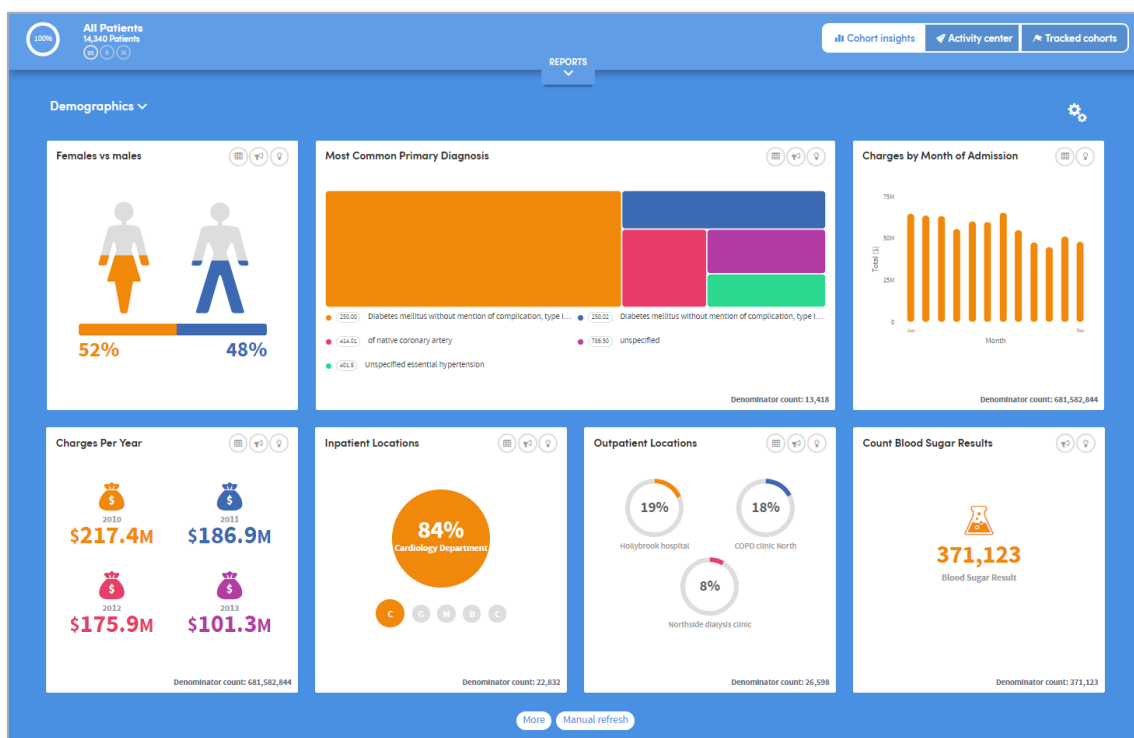 100%
All Patients
14,340 Patients
Cohort insights
Activity center
Tracked cohorts
REPORTS
Demographics
Females vs males
52%
48%
Most Common Primary Diagnosis
250.00 Diabetes mellitus without mention of complication, type i...
250.02 Diabetes mellitus without mention of complication, type i...
414.01 of native coronary artery
786.50 unspecified
401.9 Unspecified essential hypertension
Denominator count: 13,418
Charges by Month of Admission
75M
50M
25M
0
Total ($)
Jan
Dec
Month
Denominator count: 681,582,844
Charges Per Year
$
2010
$217.4M
$
2011
$186.9M
$
2012
$175.9M
$
2013
$101.3M
Denominator count: 681,582,844
Inpatient Locations
84%
Cardiology Department
C G M B C
Denominator count: 22,832
Outpatient Locations
19%
Hollybrook hospital
18%
COPD clinic North
8%
Northside dialysis clinic
Denominator count: 26,598
Count Blood Sugar Results
371,123
Blood Sugar Result
Denominator count: 371,123
More
Manual refresh